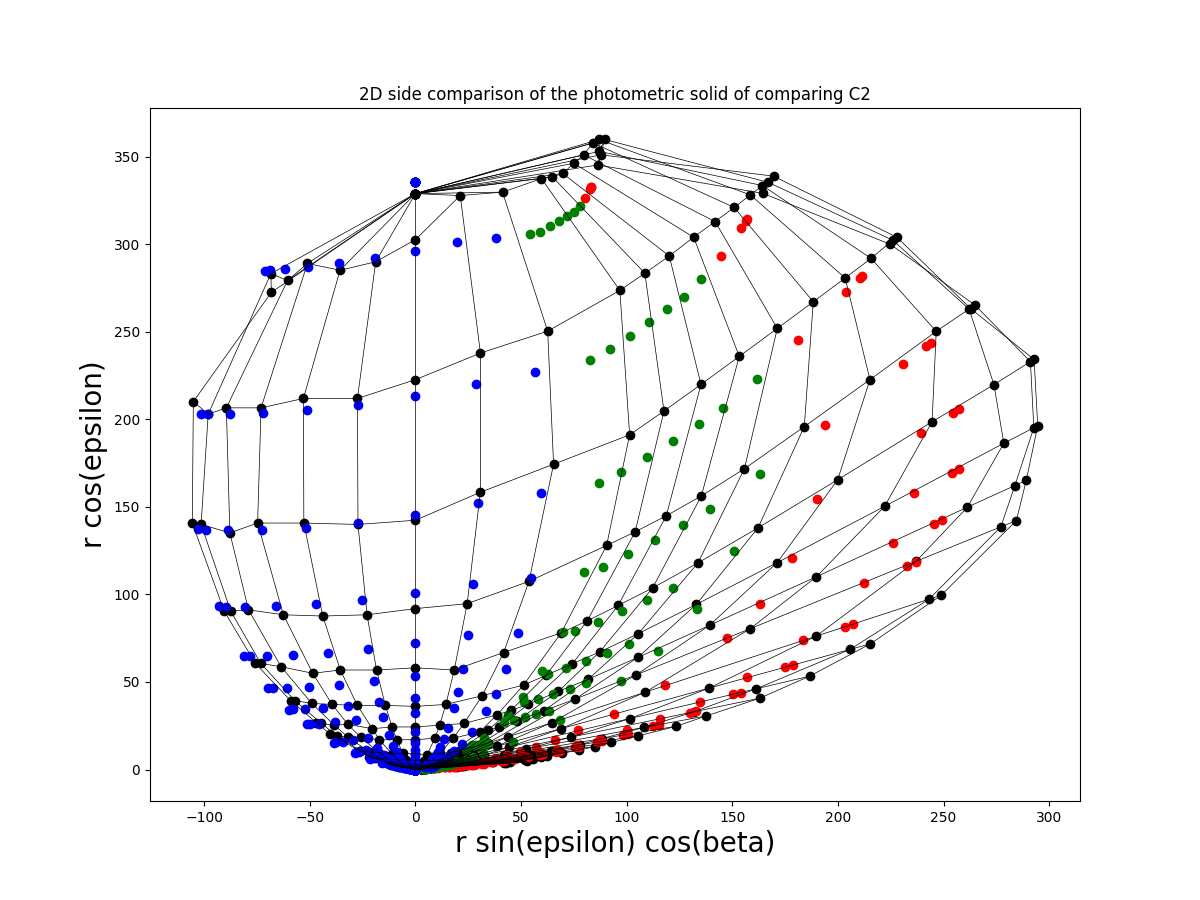 2D side comparison of the photometric solid of comparing C2
350
300
250
200
150
100
50
0
r cos(epsilon)
−100 −50 0 50 100 150 200 250 300
r sin(epsilon) cos(beta)